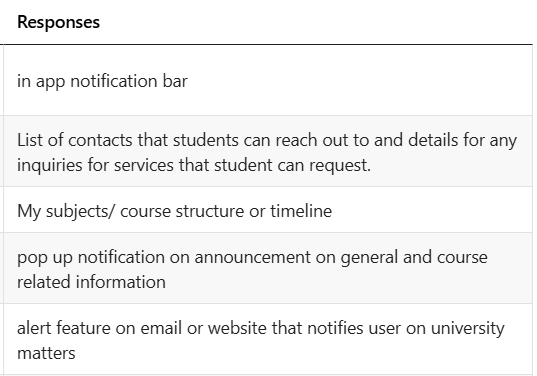 Responses
in app notification bar
List of contacts that students can reach out to and details for any
inquiries for services that student can request.
My subjects/ course structure or timeline
pop up notification on announcement on general and course
related information
alert feature on email or website that notifies user on university
matters